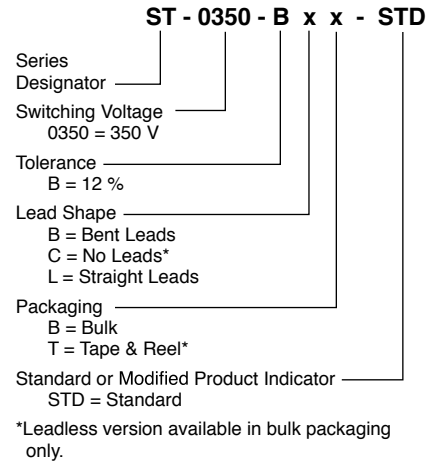 ST - 0350 - B x x - STD
Series
Designator
Switching Voltage
0350 = 350 V
Tolerance
B = 12 %
Lead Shape
B = Bent Leads
C = No Leads*
L = Straight Leads
Packaging
B = Bulk
T = Tape & Reel*
Standard or Modified Product Indicator
STD = Standard
*Leadless version available in bulk packaging
only.